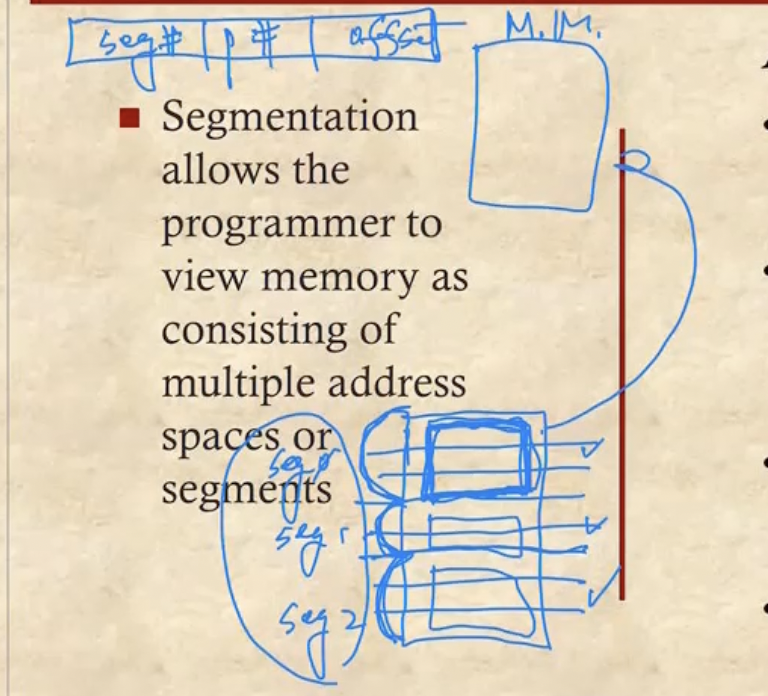 seg# | p# | offset
M.M.
■ Segmentation
allows the
programmer to
view memory as
consisting of
multiple address
spaces or
segments
seg 0
seg 1
seg 2